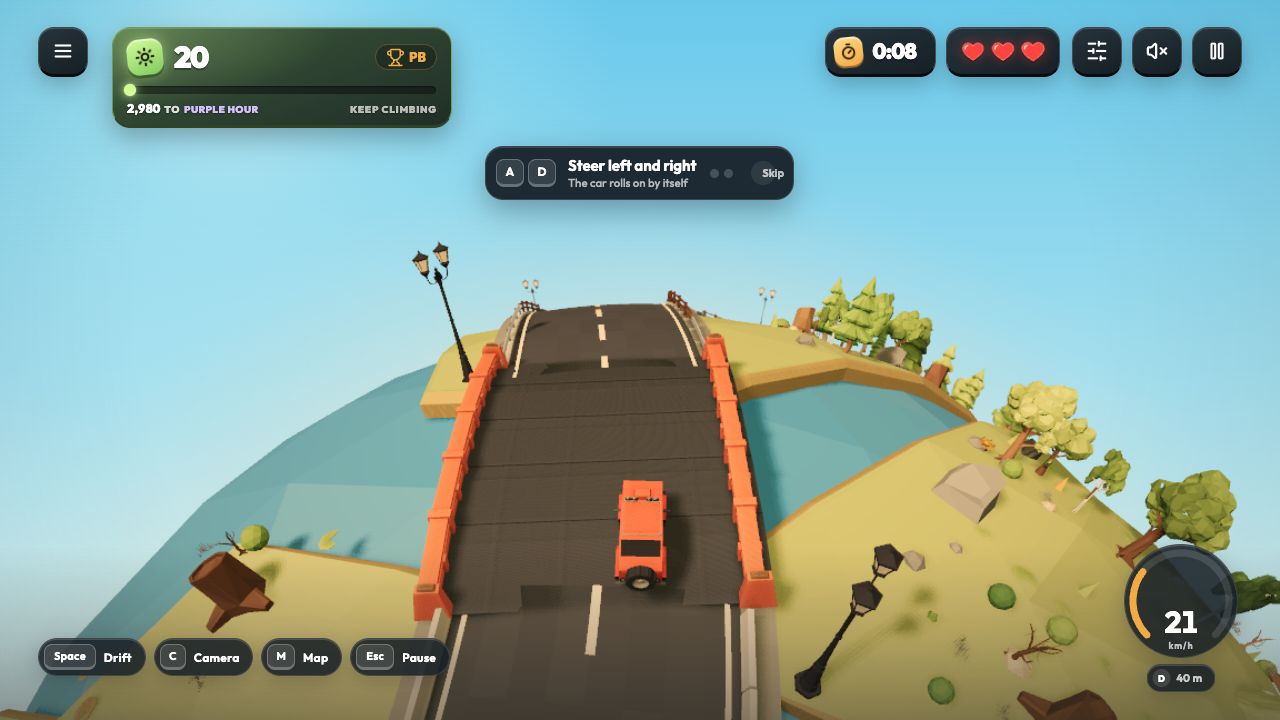 20
PB
2,980 TO PURPLE HOUR
KEEP CLIMBING
0:08
A D
Steer left and right
The car rolls on by itself
Skip
21
km/h
D 40 m
Space Drift
C Camera
M Map
Esc Pause